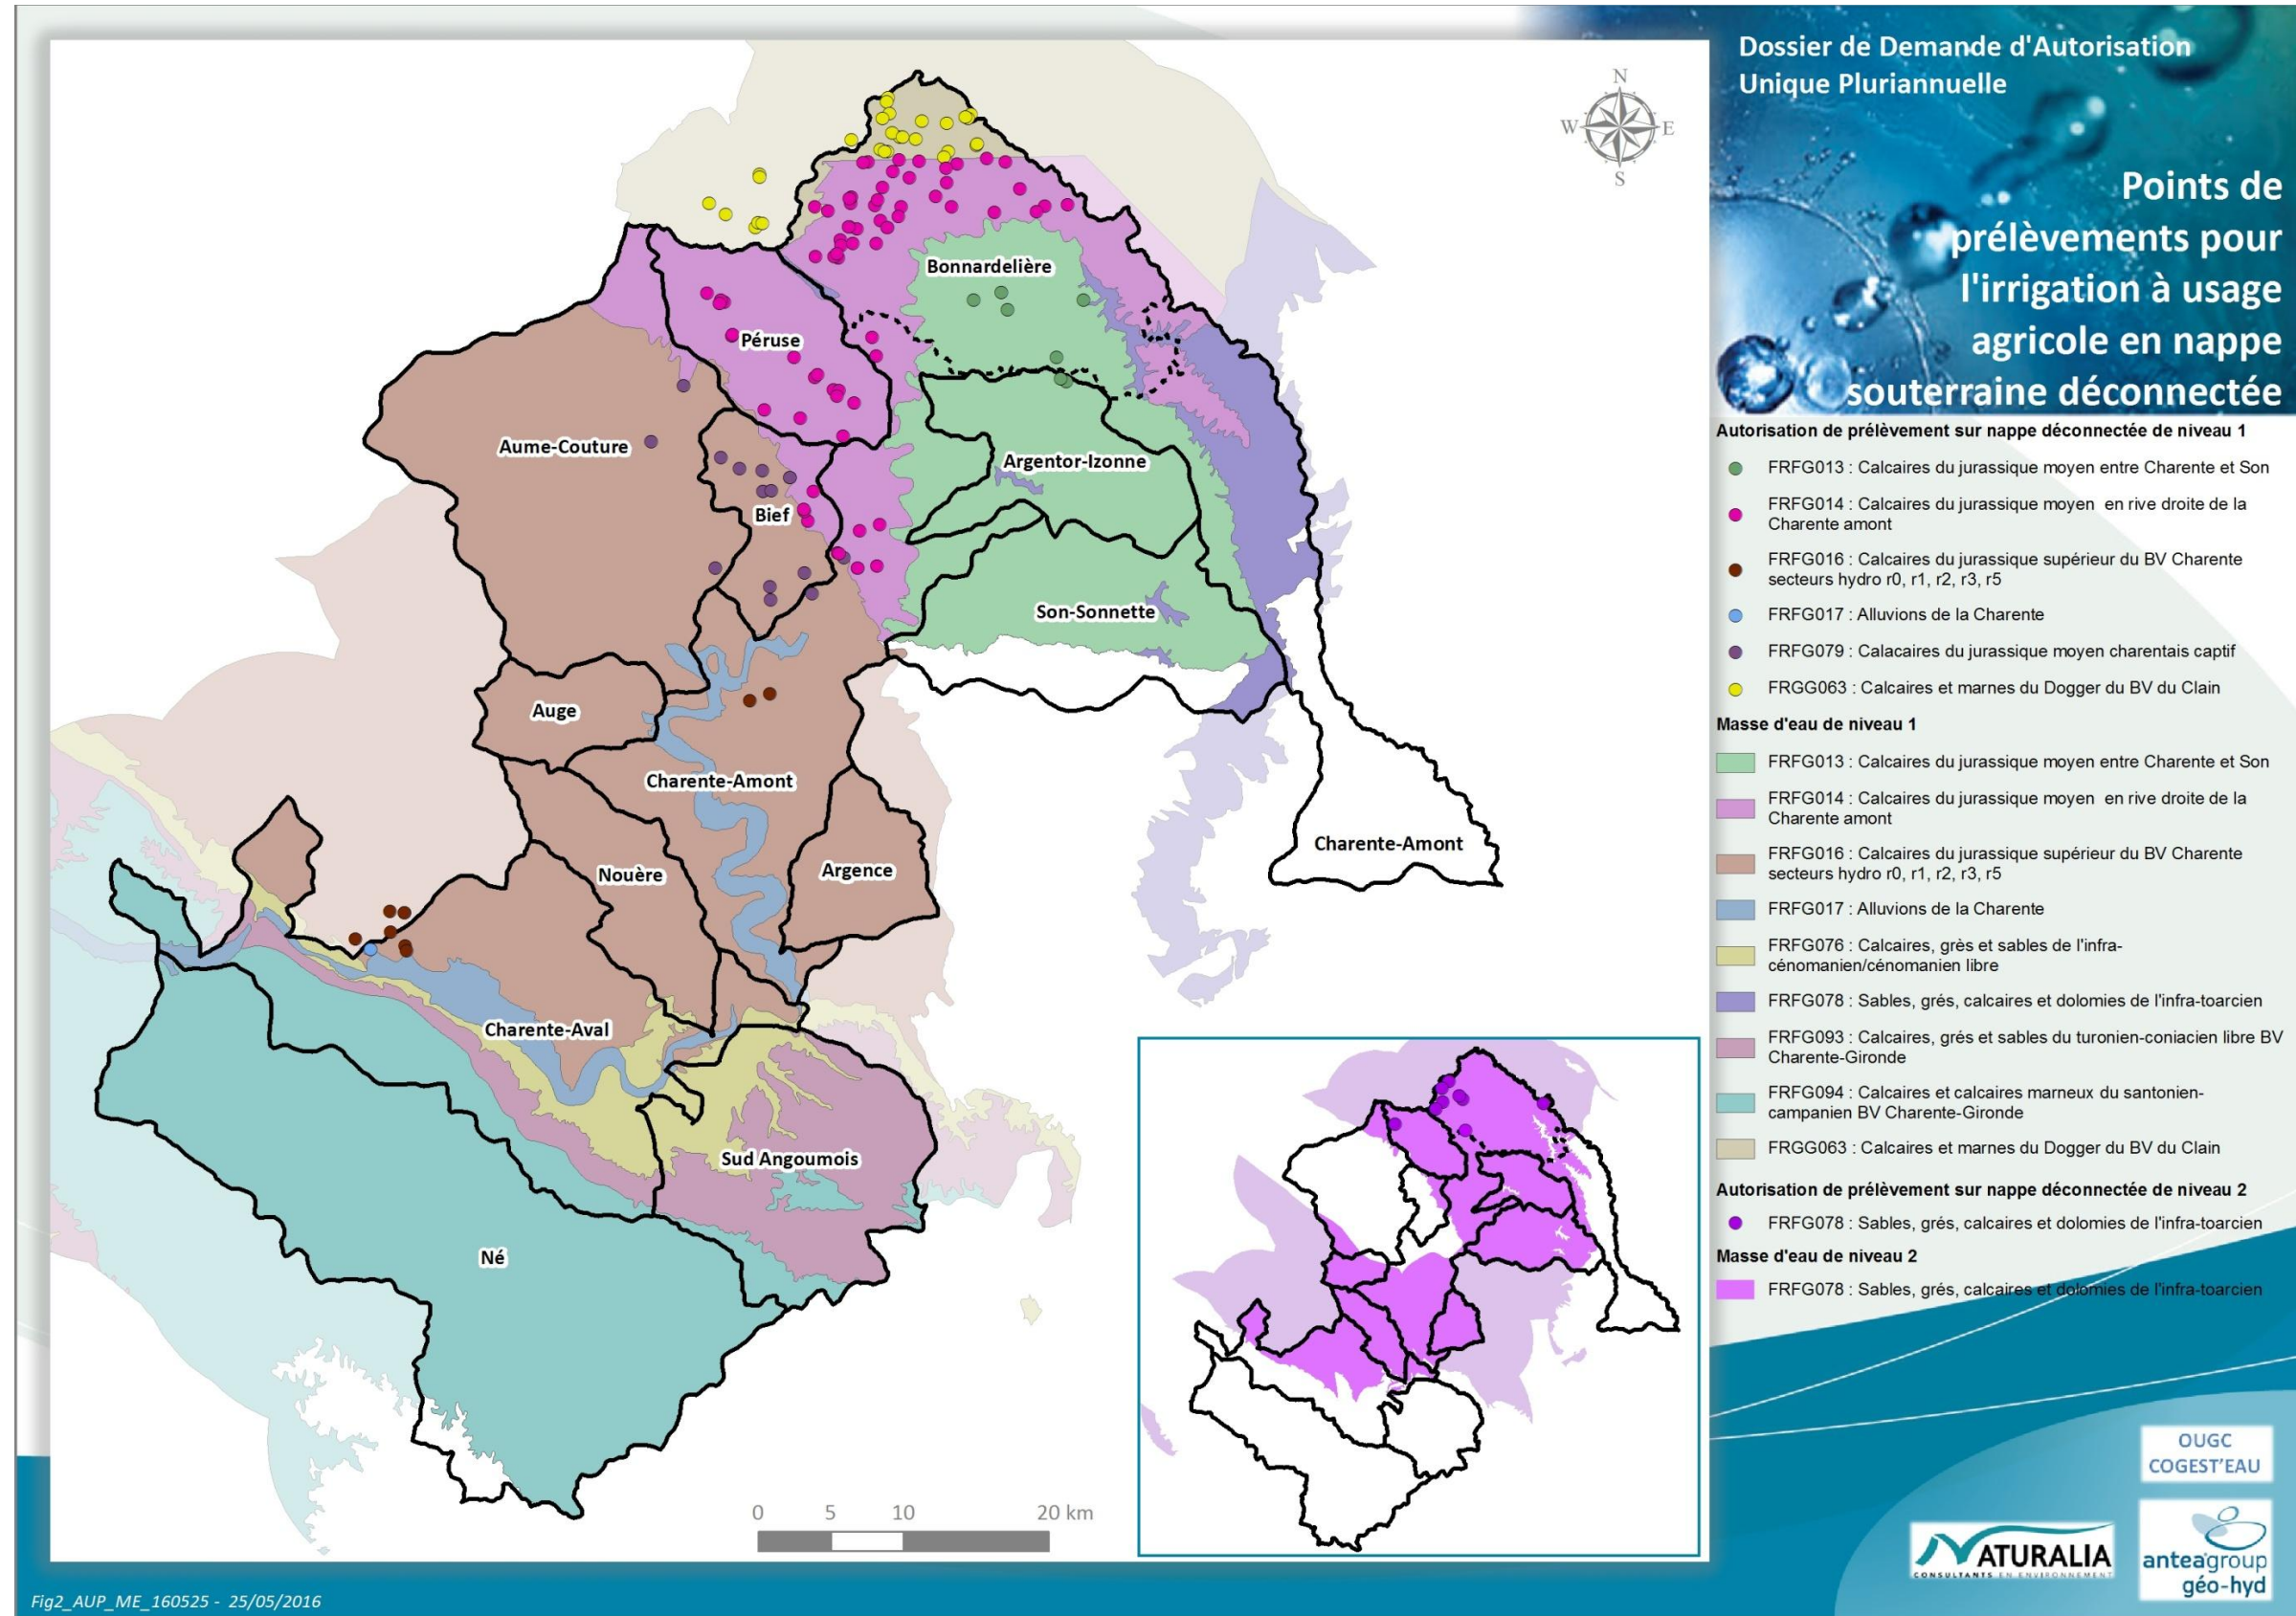 Dossier de Demande d'Autorisation
Unique Pluriannuelle
Points de
prélèvements pour
l'irrigation à usage
agricole en nappe
souterraine déconnectée
N
W
E
S
Bonnardelière
Péruse
Aume-Couture
Argentor-Izonne
Bief
Son-Sonnette
Auge
Charente-Amont
Charente-Amont
Nouère
Argence
Charente-Aval
Sud Angoumois
Né
0 5 10 20 km
Autorisation de prélèvement sur nappe déconnectée de niveau 1
FRFG013 : Calcaires du jurassique moyen entre Charente et Son
FRFG014 : Calcaires du jurassique moyen en rive droite de la
Charente amont
FRFG016 : Calcaires du jurassique supérieur du BV Charente
secteurs hydro r0, r1, r2, r3, r5
FRFG017 : Alluvions de la Charente
FRFG079 : Calacaires du jurassique moyen charentais captif
FRGG063 : Calcaires et marnes du Dogger du BV du Clain
Masse d'eau de niveau 1
FRFG013 : Calcaires du jurassique moyen entre Charente et Son
FRFG014 : Calcaires du jurassique moyen en rive droite de la
Charente amont
FRFG016 : Calcaires du jurassique supérieur du BV Charente
secteurs hydro r0, r1, r2, r3, r5
FRFG017 : Alluvions de la Charente
FRFG076 : Calcaires, grès et sables de l'infra-
cénomanien/cénomanien libre
FRFG078 : Sables, grés, calcaires et dolomies de l'infra-toarcien
FRFG093 : Calcaires, grés et sables du turonien-coniacien libre BV
Charente-Gironde
FRFG094 : Calcaires et calcaires marneux du santonien-
campanien BV Charente-Gironde
FRGG063 : Calcaires et marnes du Dogger du BV du Clain
Autorisation de prélèvement sur nappe déconnectée de niveau 2
FRFG078 : Sables, grés, calcaires et dolomies de l'infra-toarcien
Masse d'eau de niveau 2
FRFG078 : Sables, grés, calcaires et dolomies de l'infra-toarcien
OUGC
COGEST'EAU
NATURALIA
CONSULTANTS EN ENVIRONNEMENT
anteagroup
géo-hyd
Fig2_AUP_ME_160525 - 25/05/2016